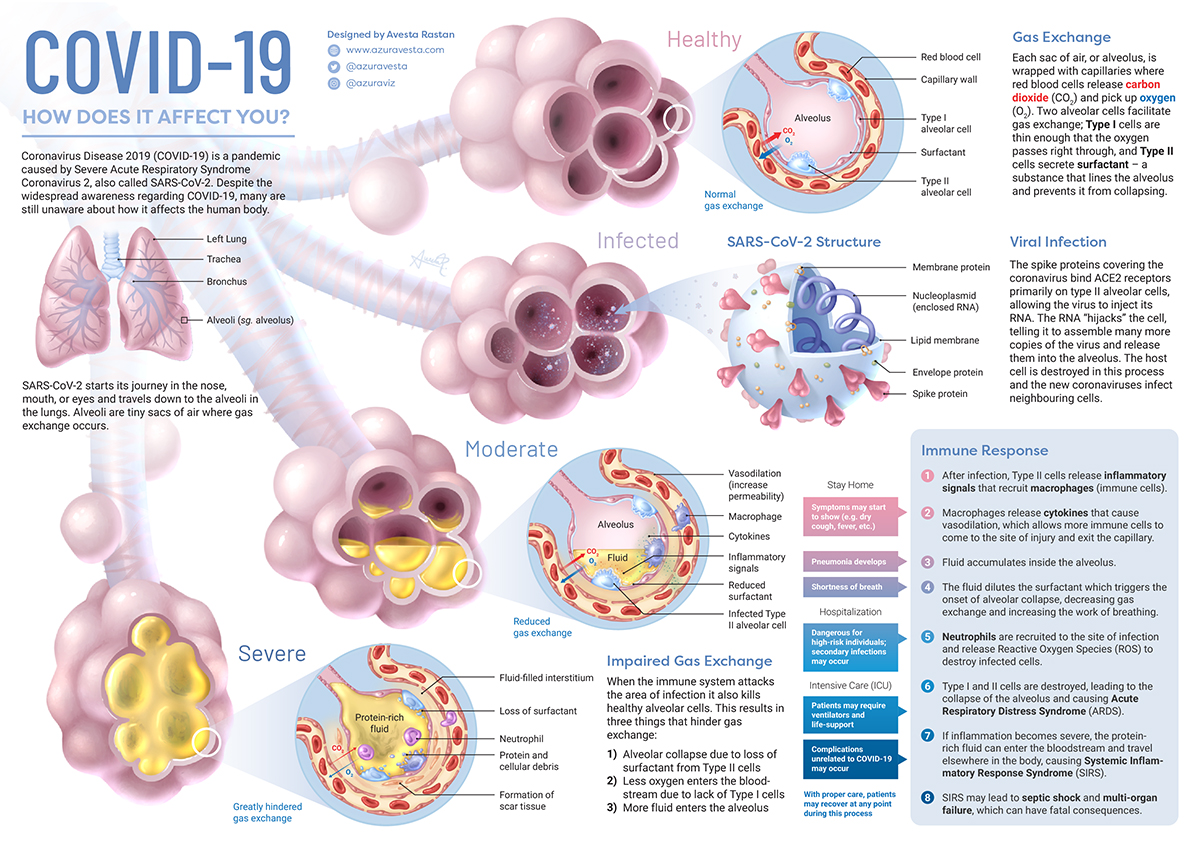 COVID-19
HOW DOES IT AFFECT YOU?
Designed by Avesta Rastan
www.azuravesta.com
@azuravesta
@azuraviz
Coronavirus Disease 2019 (COVID-19) is a pandemic
caused by Severe Acute Respiratory Syndrome
Coronavirus 2, also called SARS-CoV-2. Despite the
widespread awareness regarding COVID-19, many are
still unaware about how it affects the human body.
Left Lung
Trachea
Bronchus
Alveoli (sg. alveolus)
SARS-CoV-2 starts its journey in the nose,
mouth, or eyes and travels down to the alveoli in
the lungs. Alveoli are tiny sacs of air where gas
exchange occurs.
Healthy
Alveolus
CO2
O2
Normal
gas exchange
Red blood cell
Capillary wall
Type I
alveolar cell
Surfactant
Type II
alveolar cell
Gas Exchange
Each sac of air, or alveolus, is
wrapped with capillaries where
red blood cells release carbon
dioxide (CO2) and pick up oxygen
(O2). Two alveolar cells facilitate
gas exchange; Type I cells are
thin enough that the oxygen
passes right through, and Type II
cells secrete surfactant – a
substance that lines the alveolus
and prevents it from collapsing.
Infected
SARS-CoV-2 Structure
Membrane protein
Nucleoplasmid
(enclosed RNA)
Lipid membrane
Envelope protein
Spike protein
Viral Infection
The spike proteins covering the
coronavirus bind ACE2 receptors
primarily on type II alveolar cells,
allowing the virus to inject its
RNA. The RNA “hijacks” the cell,
telling it to assemble many more
copies of the virus and release
them into the alveolus. The host
cell is destroyed in this process
and the new coronaviruses infect
neighbouring cells.
Moderate
Alveolus
Fluid
CO2
O2
Reduced
gas exchange
Vasodilation
(increase
permeability)
Macrophage
Cytokines
Inflammatory
signals
Reduced
surfactant
Infected Type
II alveolar cell
Severe
Protein-rich
fluid
CO2
O2
Greatly hindered
gas exchange
Fluid-filled interstitium
Loss of surfactant
Neutrophil
Protein and
cellular debris
Formation of
scar tissue
Impaired Gas Exchange
When the immune system attacks
the area of infection it also kills
healthy alveolar cells. This results in
three things that hinder gas
exchange:
1) Alveolar collapse due to loss of
surfactant from Type II cells
2) Less oxygen enters the blood-
stream due to lack of Type I cells
3) More fluid enters the alveolus
Stay Home
Symptoms may start
to show (e.g. dry
cough, fever, etc.)
Pneumonia develops
Shortness of breath
Hospitalization
Dangerous for
high-risk individuals;
secondary infections
may occur
Intensive Care (ICU)
Patients may require
ventilators and
life-support
Complications
unrelated to COVID-19
may occur
With proper care, patients
may recover at any point
during this process
Immune Response
1 After infection, Type II cells release inflammatory
signals that recruit macrophages (immune cells).
2 Macrophages release cytokines that cause
vasodilation, which allows more immune cells to
come to the site of injury and exit the capillary.
3 Fluid accumulates inside the alveolus.
4 The fluid dilutes the surfactant which triggers the
onset of alveolar collapse, decreasing gas
exchange and increasing the work of breathing.
5 Neutrophils are recruited to the site of infection
and release Reactive Oxygen Species (ROS) to
destroy infected cells.
6 Type I and II cells are destroyed, leading to the
collapse of the alveolus and causing Acute
Respiratory Distress Syndrome (ARDS).
7 If inflammation becomes severe, the protein-
rich fluid can enter the bloodstream and travel
elsewhere in the body, causing Systemic Inflam-
matory Response Syndrome (SIRS).
8 SIRS may lead to septic shock and multi-organ
failure, which can have fatal consequences.